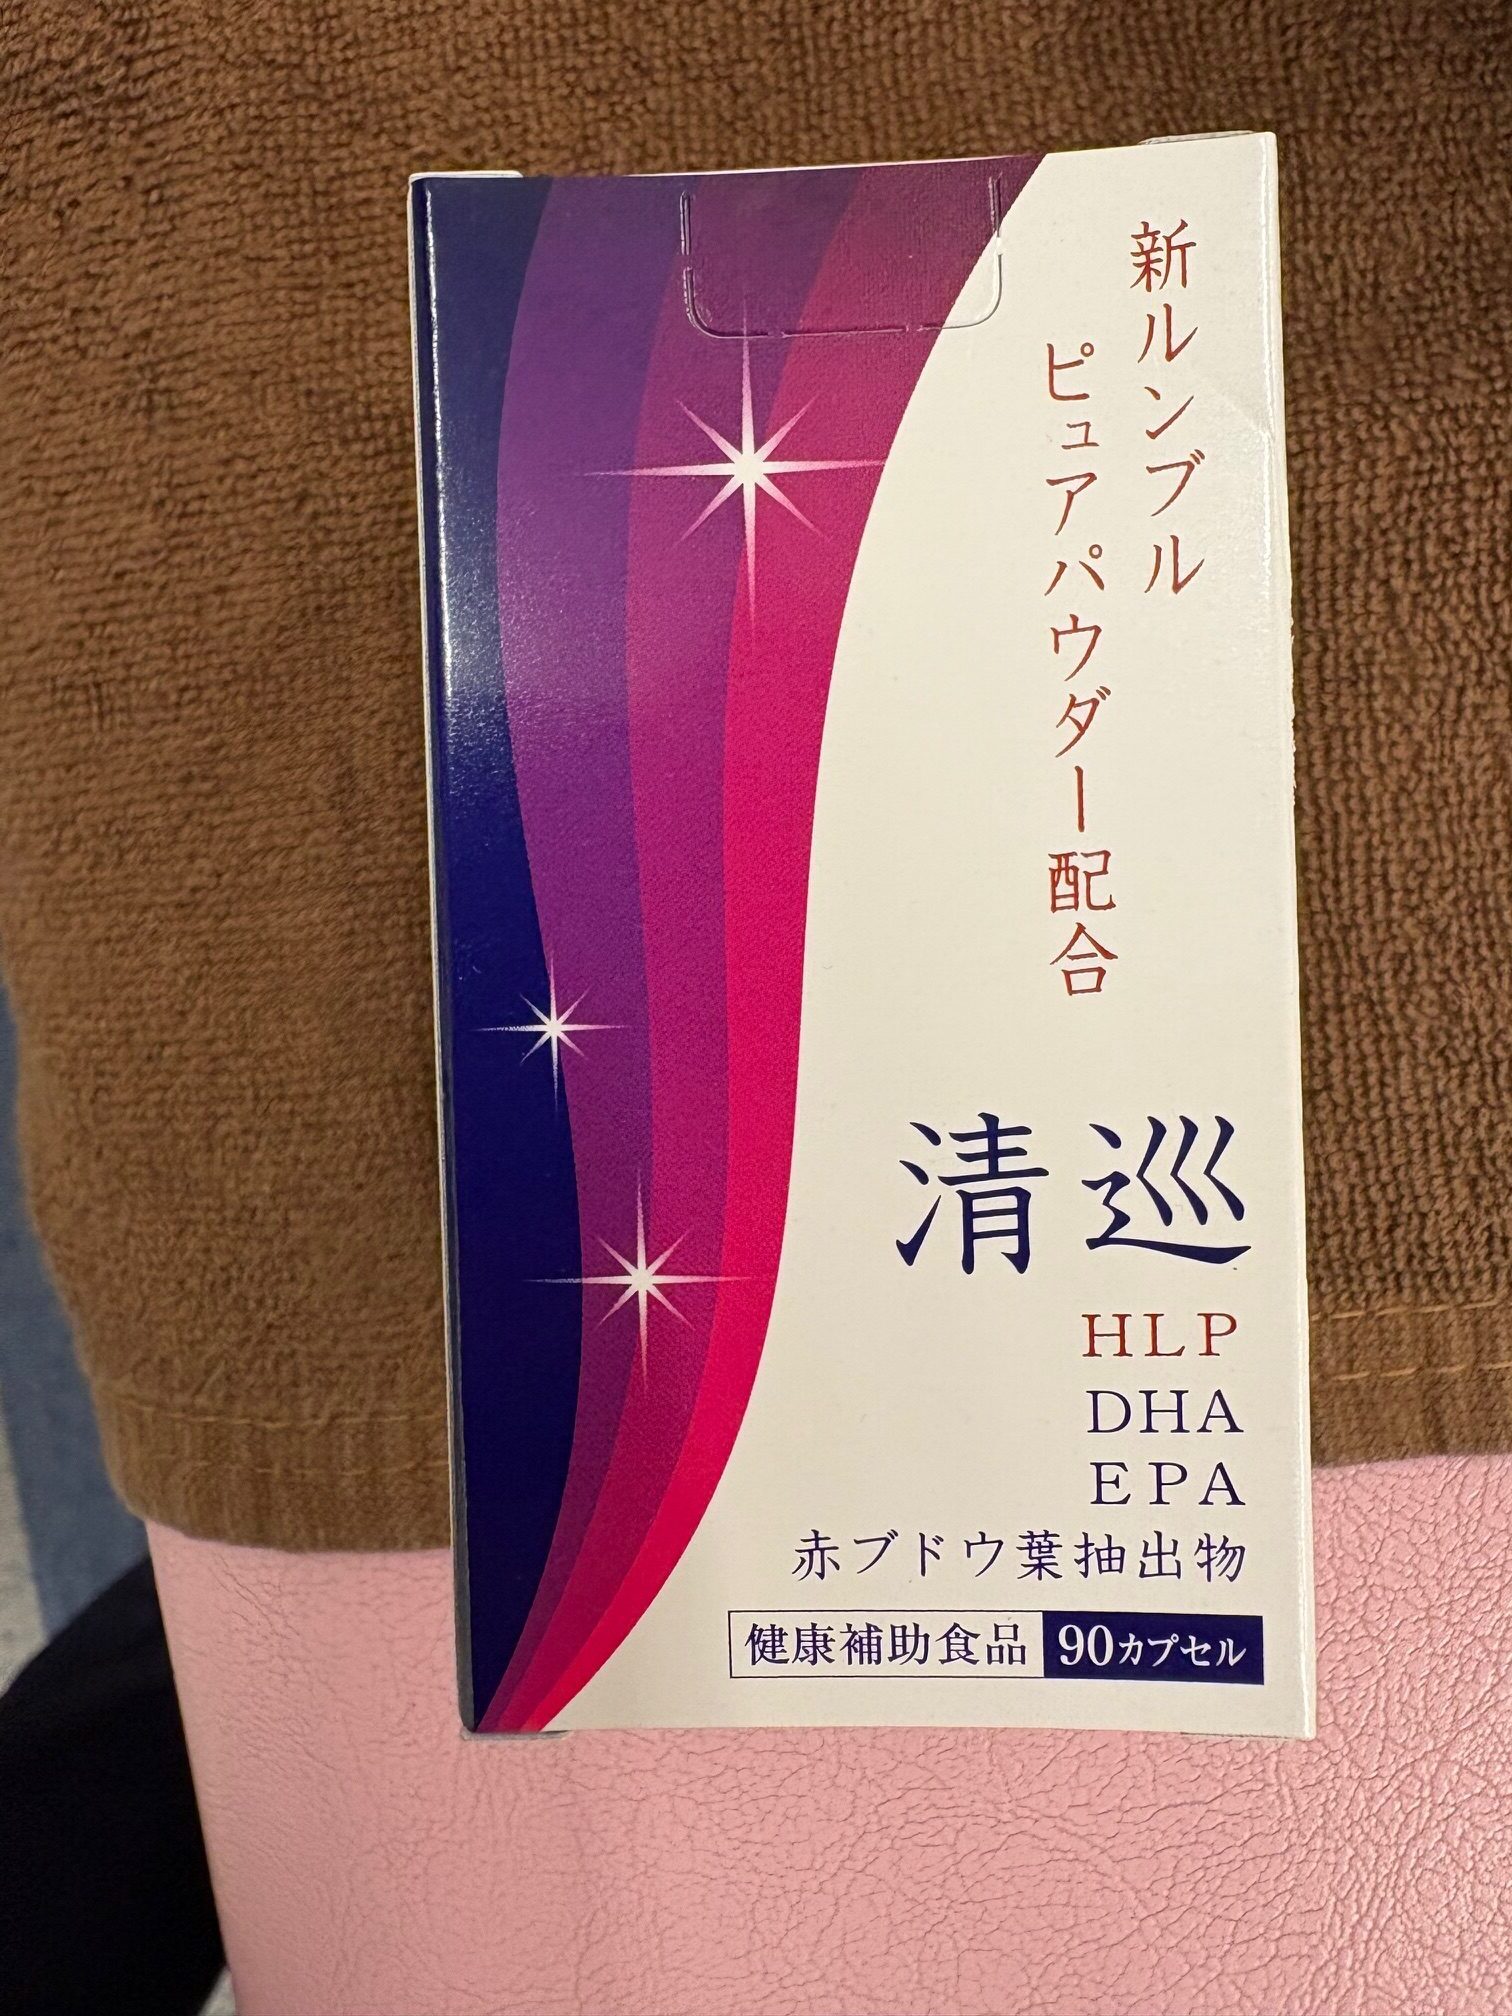 新ルンブル
ピュアパウダー配合
清巡
HLP
DHA
EPA
赤ブドウ葉抽出物
健康補助食品 90カプセル